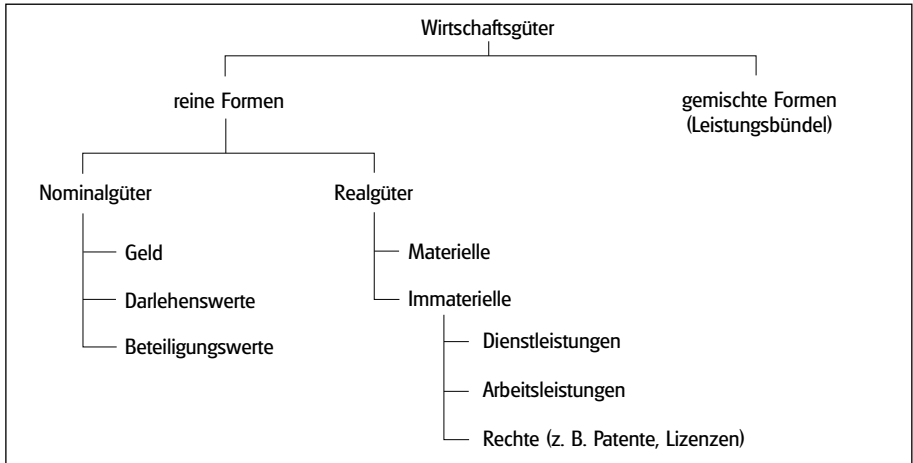 Wirtschaftsgüter
reine Formen
gemischte Formen
(Leistungsbündel)
Nominalgüter
Realgüter
Geld
Darlehenswerte
Beteiligungswerte
Materielle
Immaterielle
Dienstleistungen
Arbeitsleistungen
Rechte (z. B. Patente, Lizenzen)